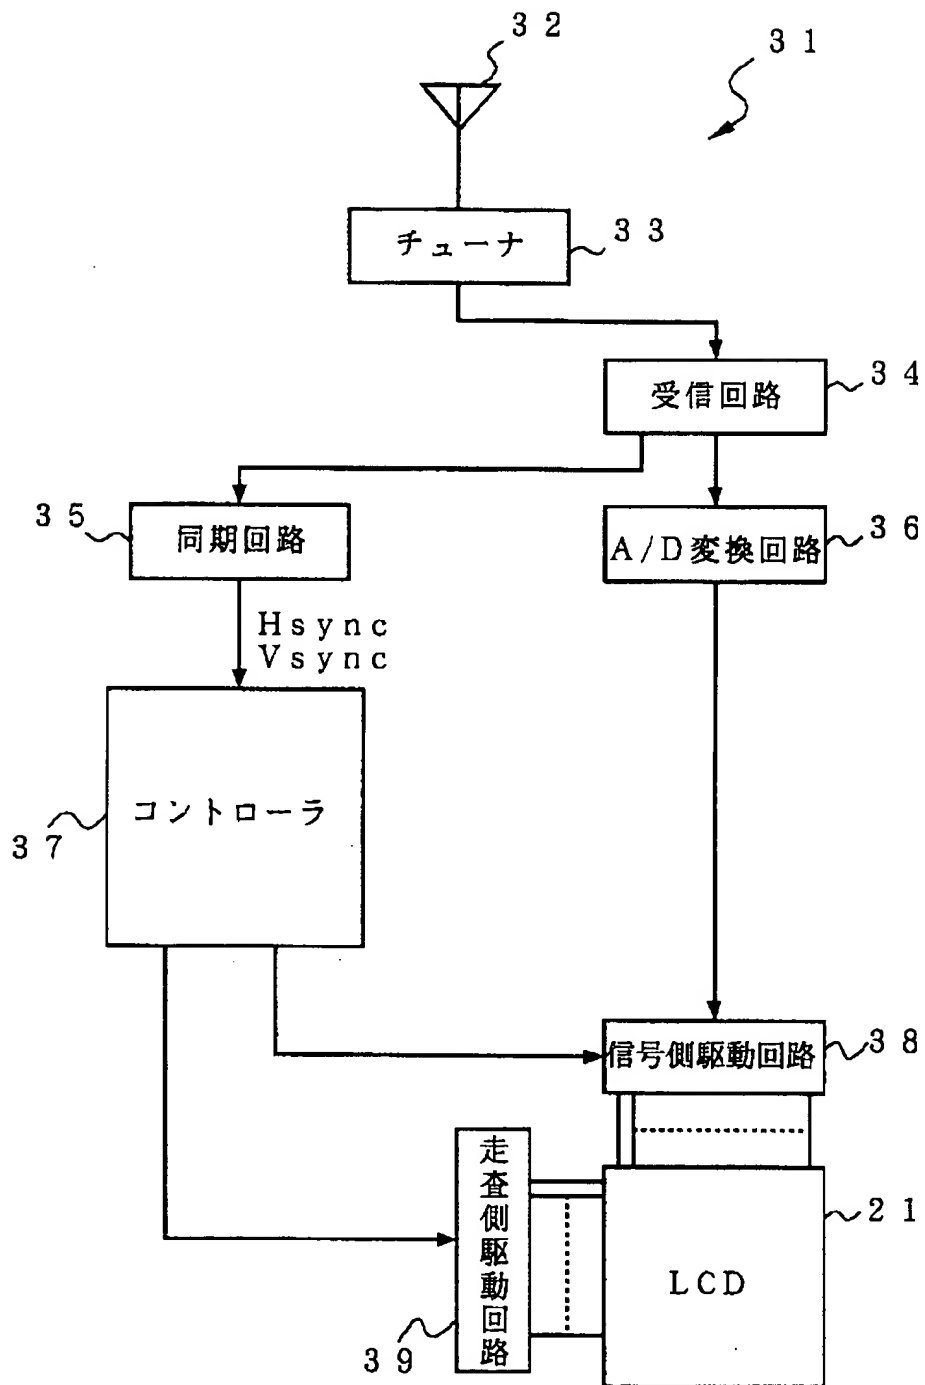 ３２
３１
チューナ
３３
受信回路
３４
３５
同期回路
A/D変換回路
３６
Hsync
Vsync
コントローラ
３７
信号側駆動回路
３８
走査側駆動回路
３９
２１
LCD